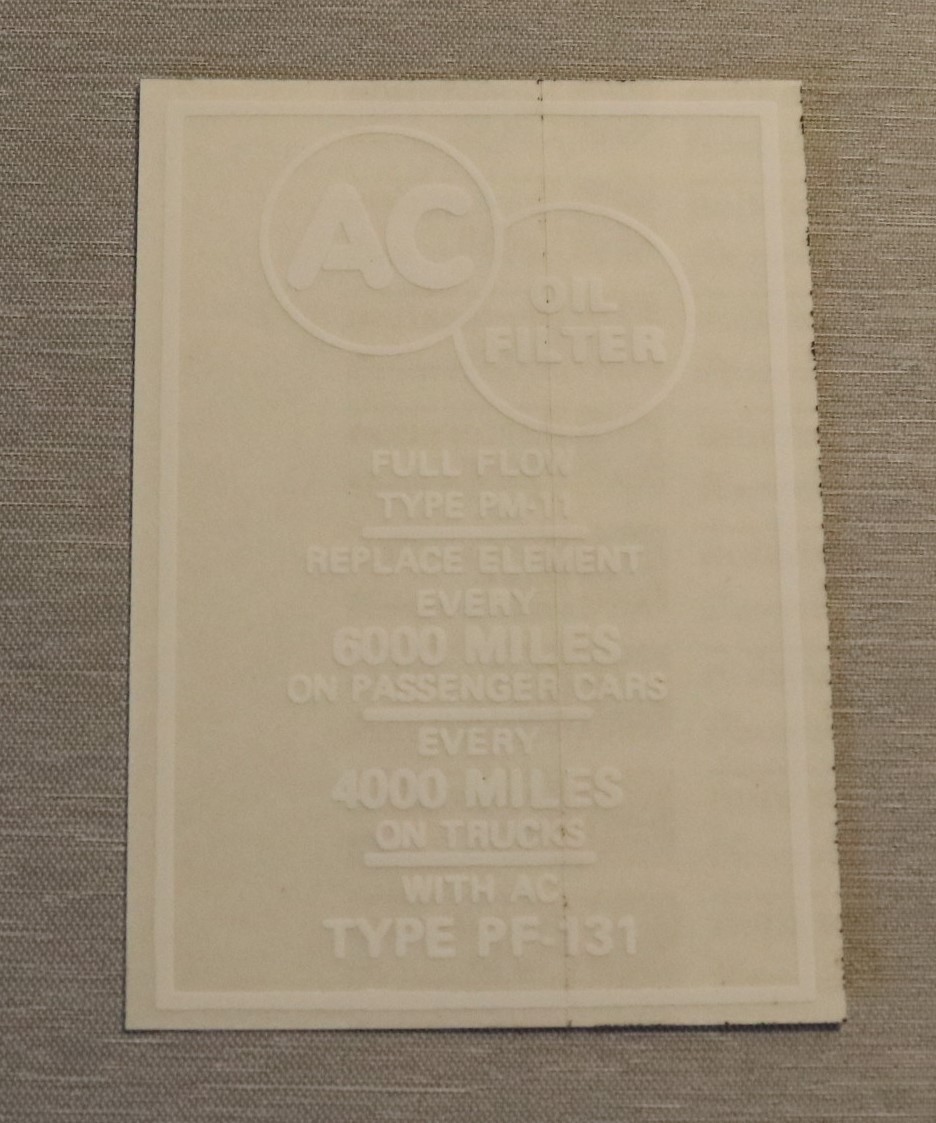 AC
OIL
FILTER
FULL FLOW
TYPE PM-11
REPLACE ELEMENT
EVERY
6000 MILES
ON PASSENGER CARS
EVERY
4000 MILES
ON TRUCKS
WITH AC
TYPE PF-131